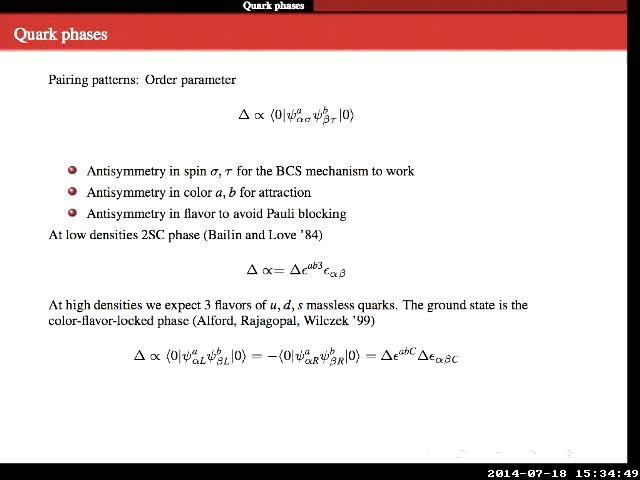 Quark phases
Quark phases
Pairing patterns: Order parameter
Δ ∝ ⟨0|ψ^a_{ασ} ψ^b_{βτ}|0⟩
Antisymmetry in spin σ, τ for the BCS mechanism to work
Antisymmetry in color a, b for attraction
Antisymmetry in flavor to avoid Pauli blocking
At low densities 2SC phase (Bailin and Love '84)
Δ ∝= Δε^{ab3}ε_{αβ}
At high densities we expect 3 flavors of u, d, s massless quarks. The ground state is the
color-flavor-locked phase (Alford, Rajagopal, Wilczek '99)
Δ ∝ ⟨0|ψ^a_{αL} ψ^b_{βL}|0⟩ = −⟨0|ψ^a_{αR} ψ^b_{βR}|0⟩ = Δε^{abC}Δε_{αβC}
2014-07-18 15:34:49